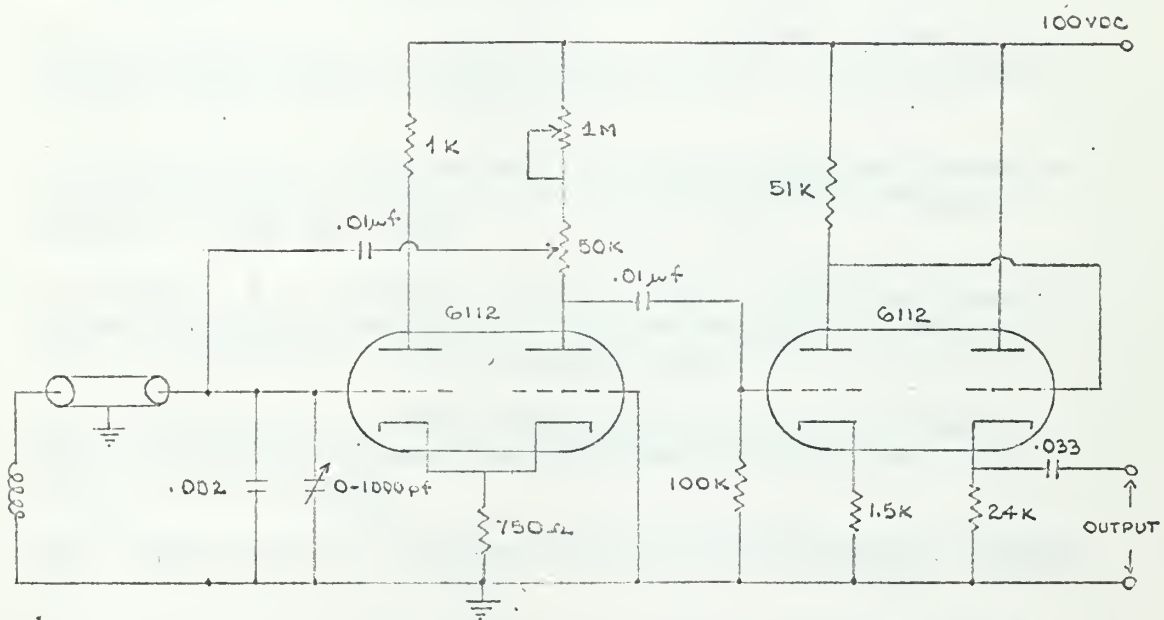 100VDC
1K
1M
51K
.01μf
50K
.01μf
6112
6112
.002
0-1000pf
100K
.033
750Ω
1.5K
24K
OUTPUT